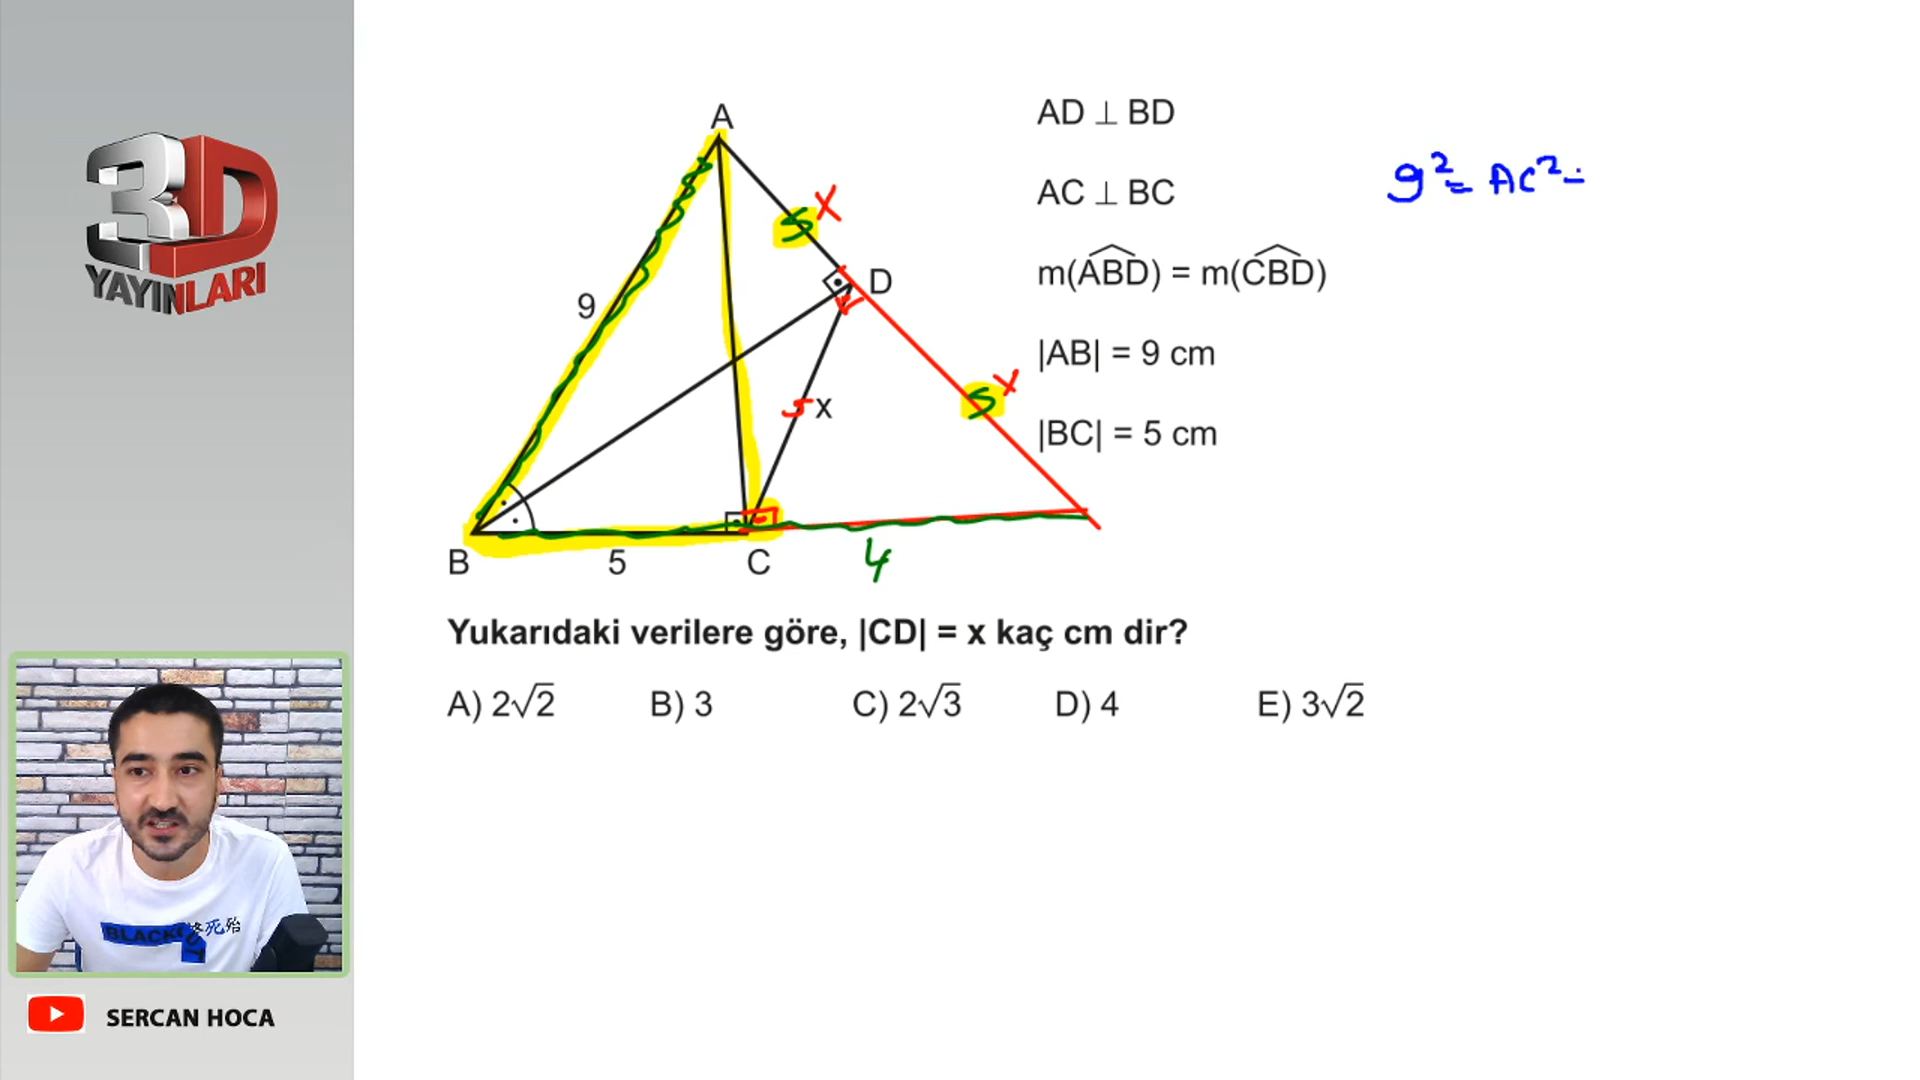 3D
YAYINLARI
A
9
S X
D
S X
S x
B
5
C
4
AD ⊥ BD
AC ⊥ BC
m(ABD) = m(CBD)
|AB| = 9 cm
|BC| = 5 cm
9² = AC² =
Yukarıdaki verilere göre, |CD| = x kaç cm dir?
A) 2√2 B) 3 C) 2√3 D) 4 E) 3√2
SERCAN HOCA